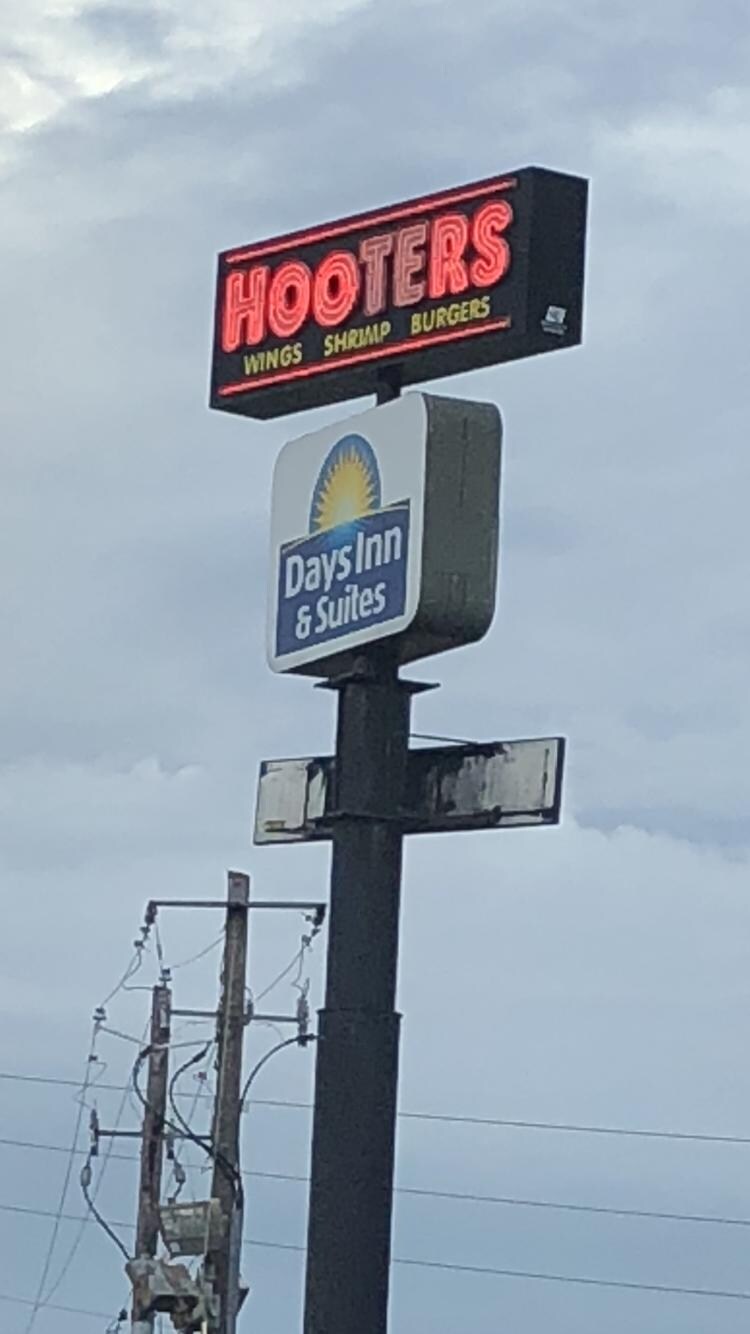 HOOTERS
WINGS SHRIMP BURGERS
Days Inn
& Suites